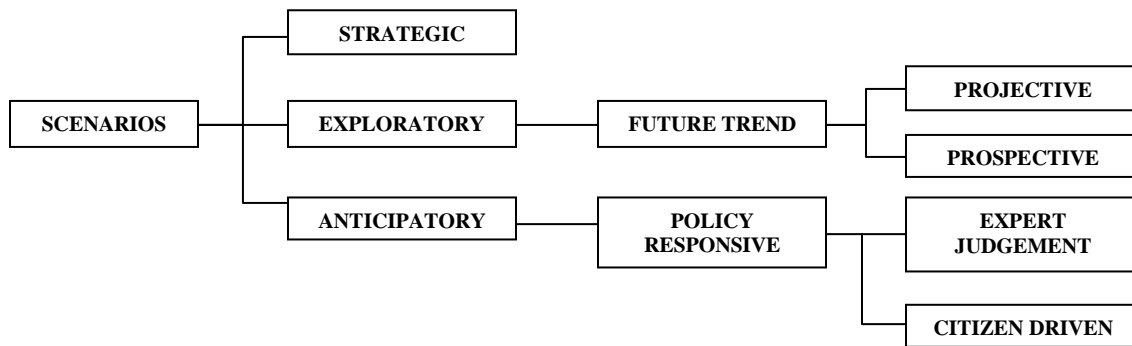 STRATEGIC
SCENARIOS
EXPLORATORY
FUTURE TREND
PROJECTIVE
PROSPECTIVE
ANTICIPATORY
POLICY
RESPONSIVE
EXPERT
JUDGEMENT
CITIZEN DRIVEN